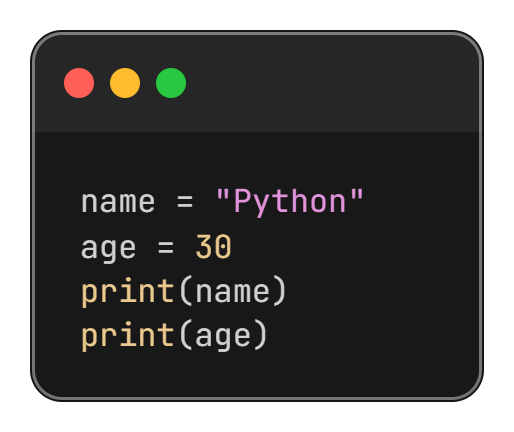 name = "Python"
age = 30
print(name)
print(age)